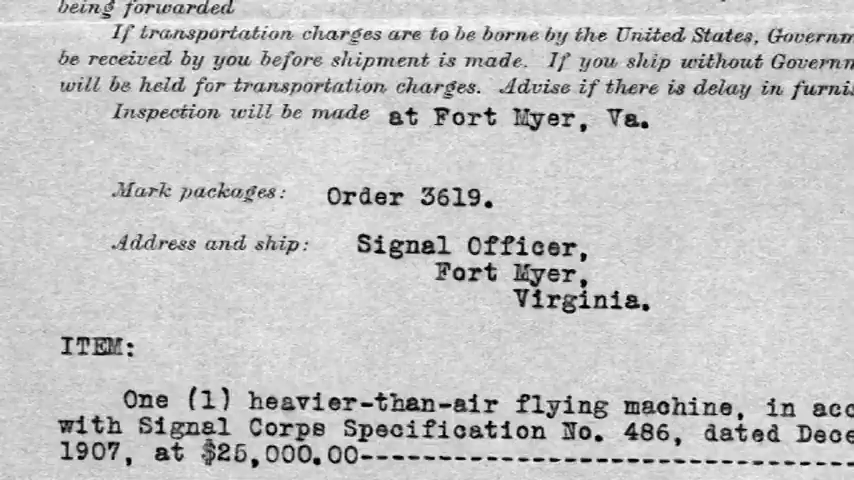 being forwarded
If transportation charges are to be borne by the United States, Governm
be received by you before shipment is made. If you ship without Governm
will be held for transportation charges. Advise if there is delay in furni
Inspection will be made at Fort Myer, Va.
Mark packages: Order 3619.
Address and ship: Signal Officer,
Fort Myer,
Virginia.
ITEM:
One (1) heavier-than-air flying machine, in acc
with Signal Corps Specification No. 486, dated Dece
1907, at $25,000.00-----------------------------------